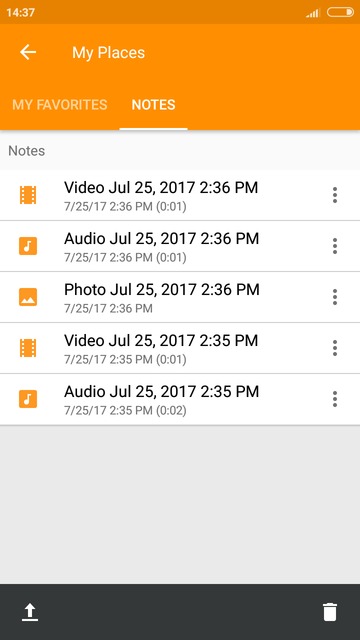 14:37
My Places
MY FAVORITES NOTES
Notes
Video Jul 25, 2017 2:36 PM
7/25/17 2:36 PM (0:01)
Audio Jul 25, 2017 2:36 PM
7/25/17 2:36 PM (0:01)
Photo Jul 25, 2017 2:36 PM
7/25/17 2:36 PM
Video Jul 25, 2017 2:35 PM
7/25/17 2:35 PM (0:01)
Audio Jul 25, 2017 2:35 PM
7/25/17 2:35 PM (0:02)